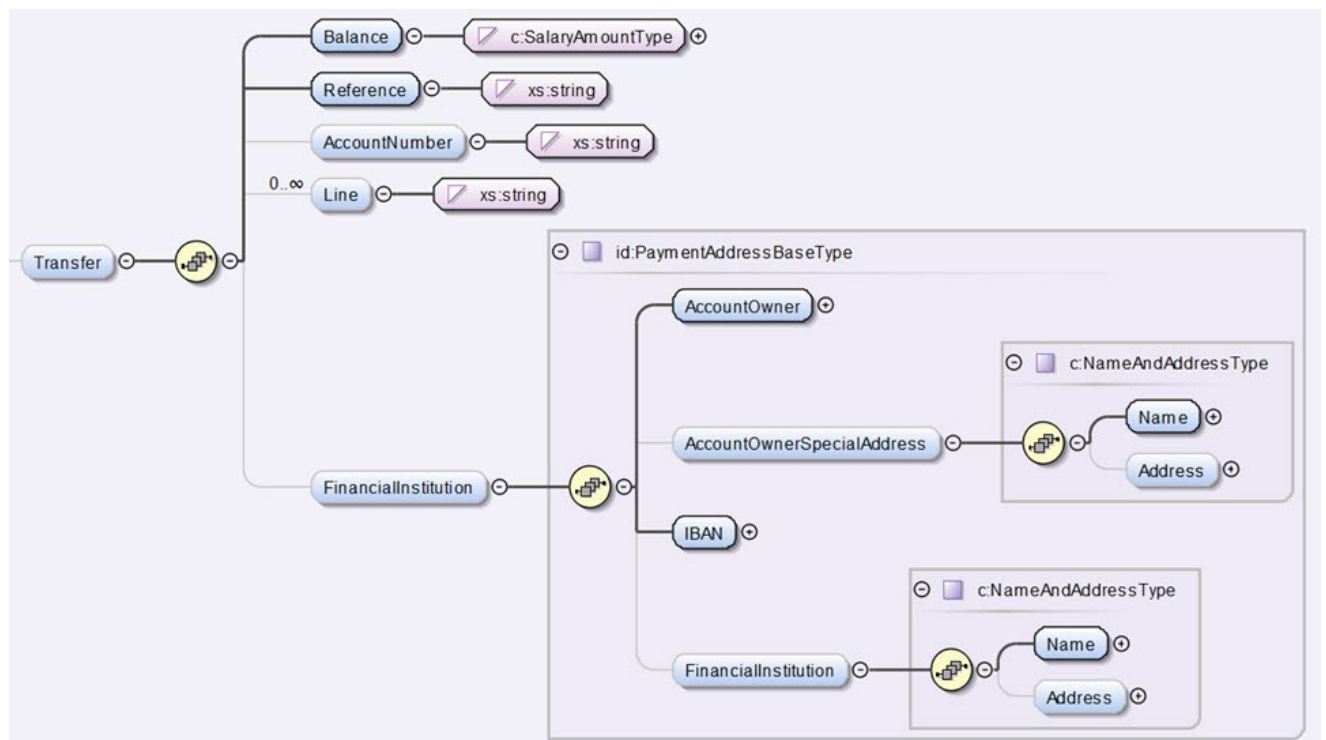 Balance c:SalaryAmountType
Reference xs:string
AccountNumber xs:string
0..∞ Line xs:string
Transfer
id:PaymentAddressBaseType
AccountOwner
c:NameAndAddressType
Name
AccountOwnerSpecialAddress
Address
FinancialInstitution
IBAN
c:NameAndAddressType
Name
FinancialInstitution
Address